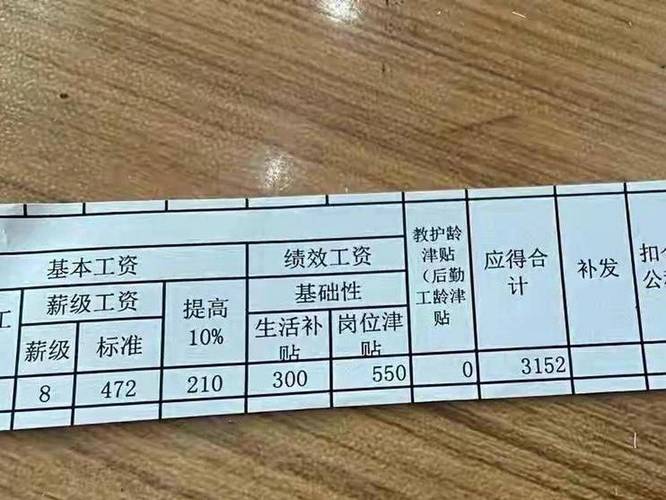 基本工资
绩效工资
教护龄
津贴
(后勤
工龄津
贴
应得合
计
补发
扣
工
薪级工资
提高
10%
基础性
薪级
标准
生活补
贴
岗位津
贴
8
472
210
300
550
0
3152